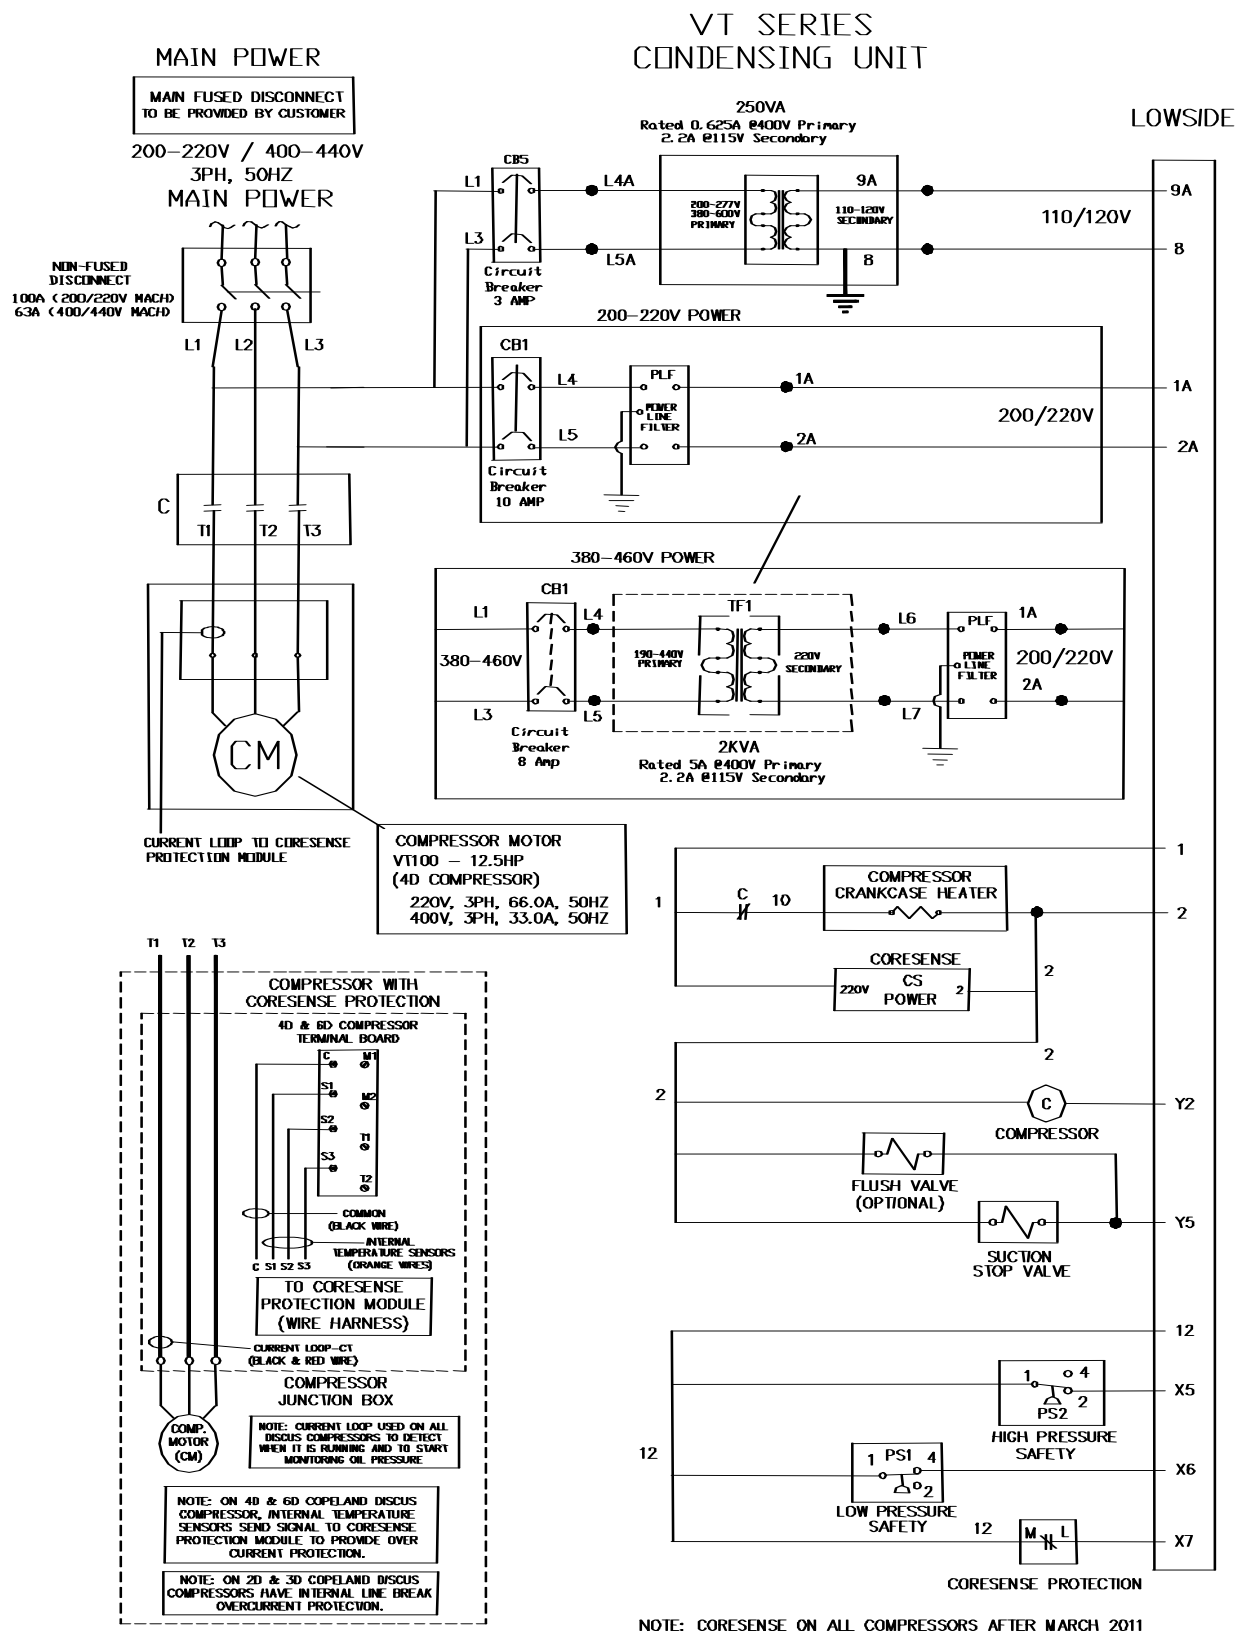 VT SERIES
CONDENSING UNIT
MAIN POWER
MAIN FUSED DISCONNECT
TO BE PROVIDED BY CUSTOMER
200-220V / 400-440V
3PH, 50HZ
MAIN POWER
NON-FUSED
DISCONNECT
100A (200/220V MACH)
63A (400/440V MACH)
L1 L2 L3
C
T1 T2 T3
CM
CURRENT LOOP TO CORESENSE
PROTECTION MODULE
250VA
Rated 0.625A @400V Primary
2.2A @115V Secondary
LOWSIDE
CB5
L1 L4A
200-277V
380-600V
PRIMARY
9A
110-120V
SECONDARY
9A
110/120V
L3 L5A 8 8
Circuit
Breaker
3 AMP
200-220V POWER
CB1
L4 PLF 1A 1A
POWER
LINE
FILTER
200/220V
L5 2A 2A
Circuit
Breaker
10 AMP
380-460V POWER
CB1
L1 L4 TF1 L6 PLF 1A
380-460V
190-440V
PRIMARY
220V
SECONDARY
POWER
LINE
FILTER
200/220V
2A
L3 L5 L7
Circuit
Breaker
8 Amp
2KVA
Rated 5A @400V Primary
2.2A @115V Secondary
COMPRESSOR MOTOR
VT100 - 12.5HP
(4D COMPRESSOR)
220V, 3PH, 66.0A, 50HZ
400V, 3PH, 33.0A, 50HZ
1
1 C 10
COMPRESSOR
CRANKCASE HEATER
2
CORESENSE
220V CS 2
POWER
2
2
2 C Y2
COMPRESSOR
FLUSH VALVE
(OPTIONAL)
Y5
SUCTION
STOP VALVE
12
1 4
2
PS2
X5
HIGH PRESSURE
SAFETY
12
1 PS1 4
2
X6
LOW PRESSURE
SAFETY
12 M L X7
CORESENSE PROTECTION
T1 T2 T3
COMPRESSOR WITH
CORESENSE PROTECTION
4D & 6D COMPRESSOR
TERMINAL BOARD
C M1
S1 M2
S2 T1
S3 T2
COMMON
(BLACK WIRE)
INTERNAL
TEMPERATURE SENSORS
(ORANGE WIRES)
C S1 S2 S3
TO CORESENSE
PROTECTION MODULE
(WIRE HARNESS)
CURRENT LOOP-CT
(BLACK & RED WIRE)
COMPRESSOR
JUNCTION BOX
COMP.
MOTOR
(CM)
NOTE: CURRENT LOOP USED ON ALL
DISCUS COMPRESSORS TO DETECT
WHEN IT IS RUNNING AND TO START
MONITORING OIL PRESSURE
NOTE: ON 4D & 6D COPELAND DISCUS
COMPRESSOR, INTERNAL TEMPERATURE
SENSORS SEND SIGNAL TO CORESENSE
PROTECTION MODULE TO PROVIDE OVER
CURRENT PROTECTION.
NOTE: ON 2D & 3D COPELAND DISCUS
COMPRESSORS HAVE INTERNAL LINE BREAK
OVERCURRENT PROTECTION.
NOTE: CORESENSE ON ALL COMPRESSORS AFTER MARCH 2011